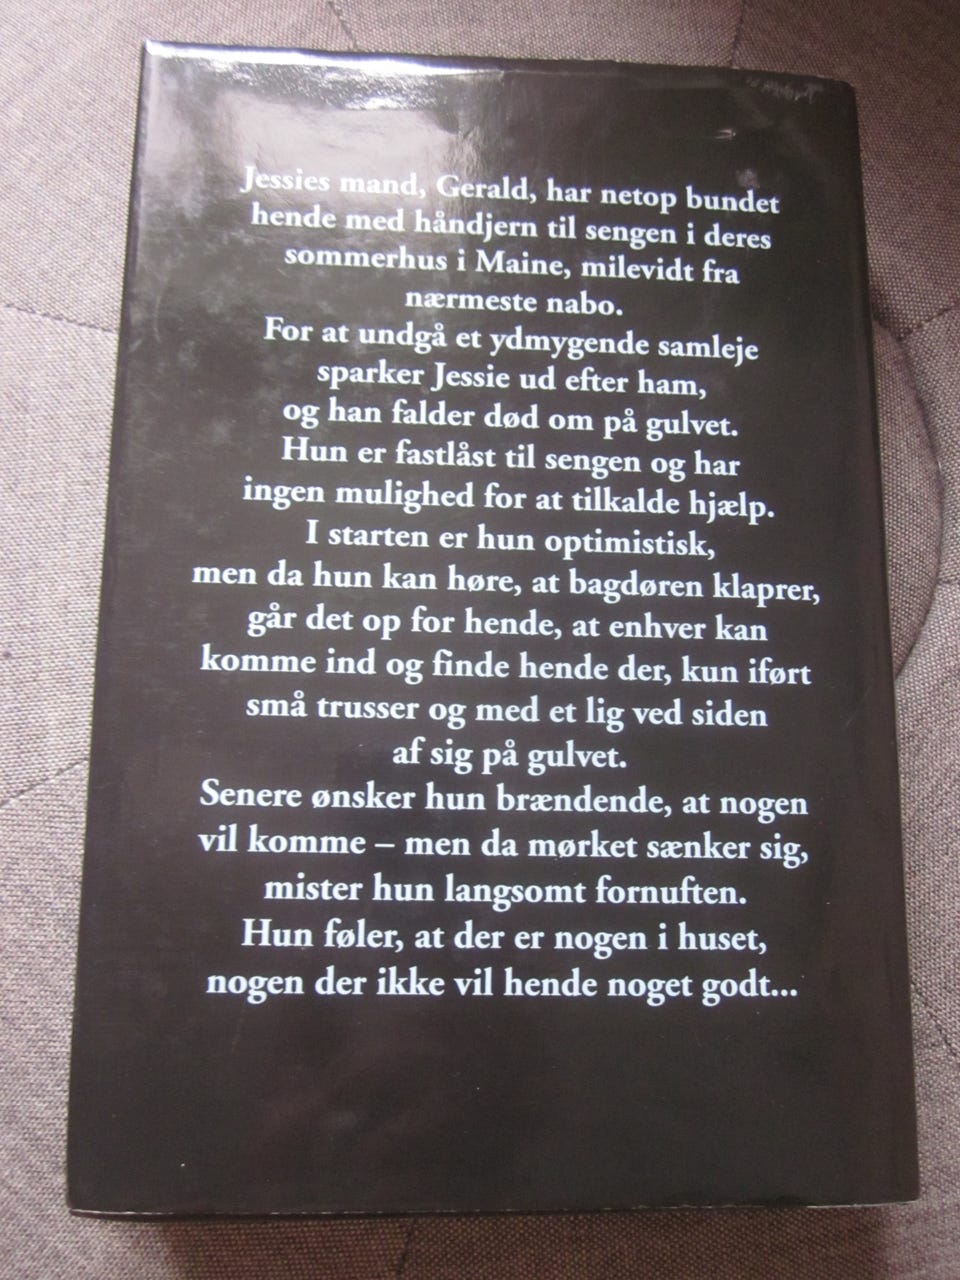 Jessies mand, Gerald, har netop bundet
hende med håndjern til sengen i deres
sommerhus i Maine, milevidt fra
nærmeste nabo.
For at undgå et ydmygende samleje
sparker Jessie ud efter ham,
og han falder død om på gulvet.
Hun er fastlåst til sengen og har
ingen mulighed for at tilkalde hjælp.
I starten er hun optimistisk,
men da hun kan høre, at bagdøren klaprer,
går det op for hende, at enhver kan
komme ind og finde hende der, kun iført
små trusser og med et lig ved siden
af sig på gulvet.
Senere ønsker hun brændende, at nogen
vil komme – men da mørket sænker sig,
mister hun langsomt fornuften.
Hun føler, at der er nogen i huset,
nogen der ikke vil hende noget godt...